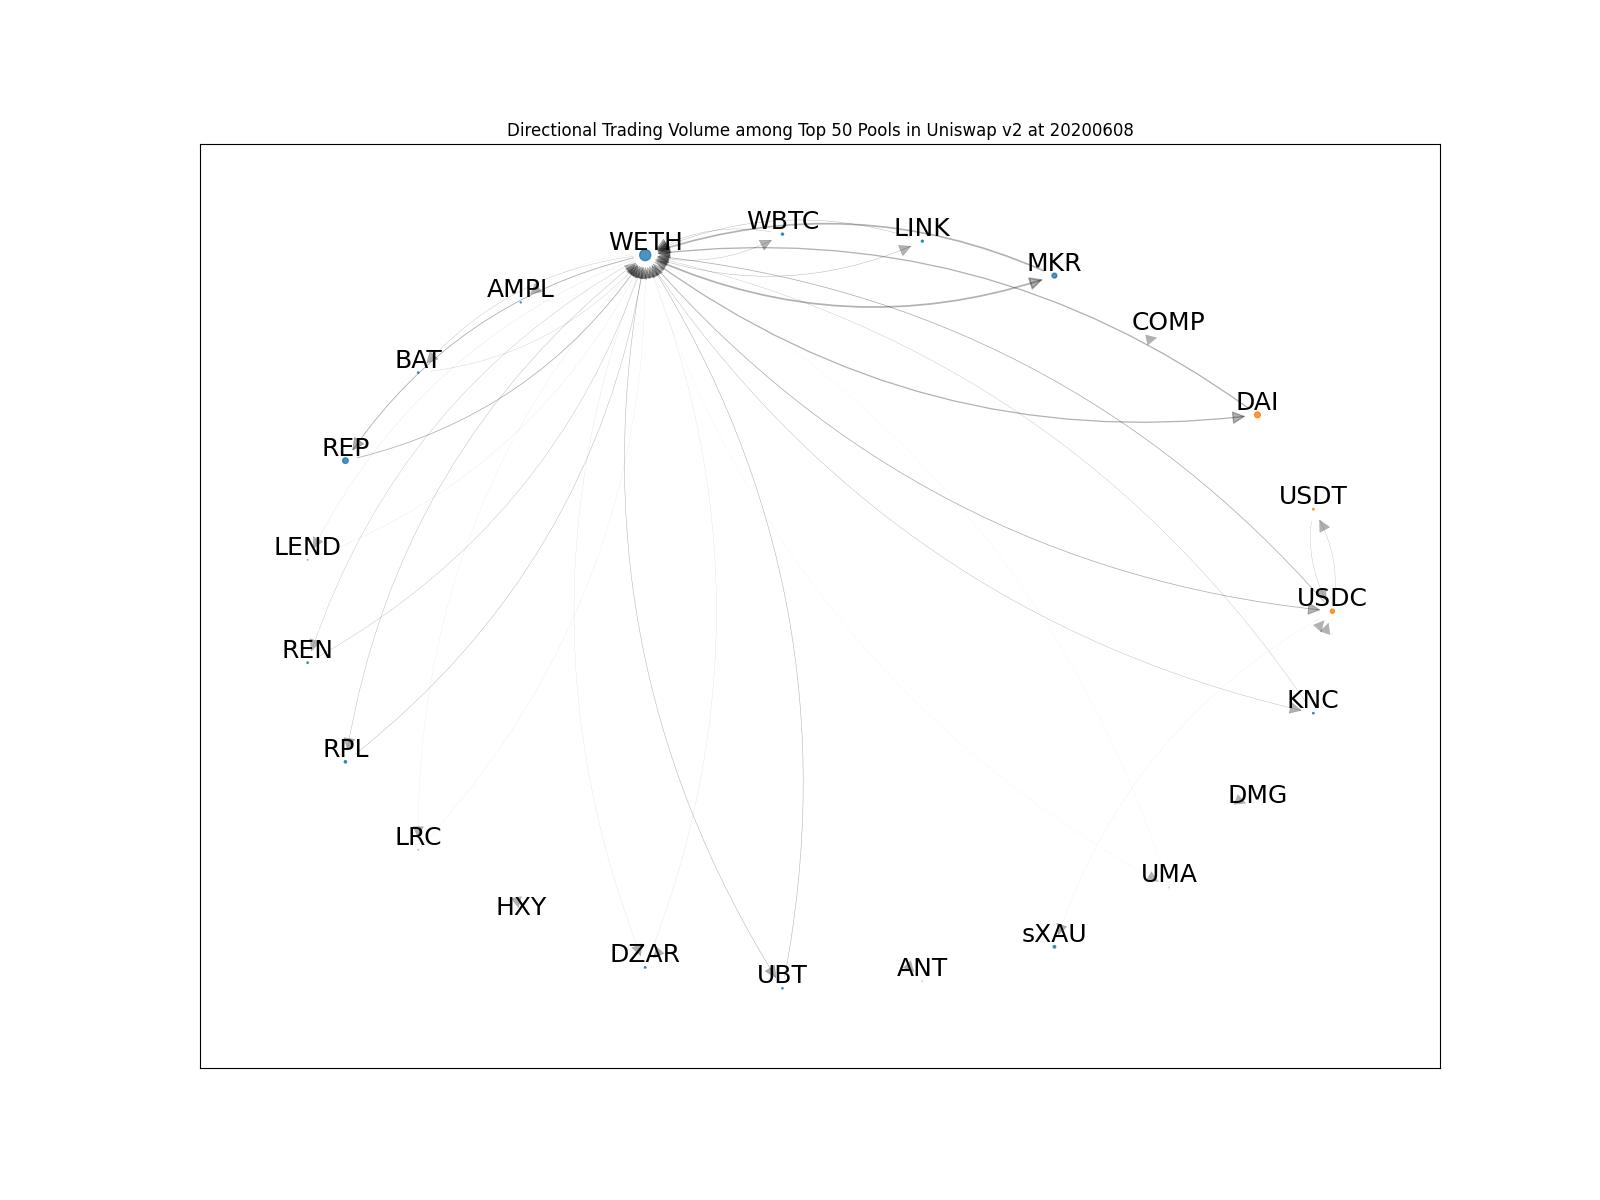 Directional Trading Volume among Top 50 Pools in Uniswap v2 at 20200608
WBTC
LINK
WETH
MKR
AMPL
COMP
BAT
DAI
REP
USDT
LEND
USDC
REN
KNC
RPL
DMG
LRC
UMA
HXY
sXAU
DZAR
ANT
UBT